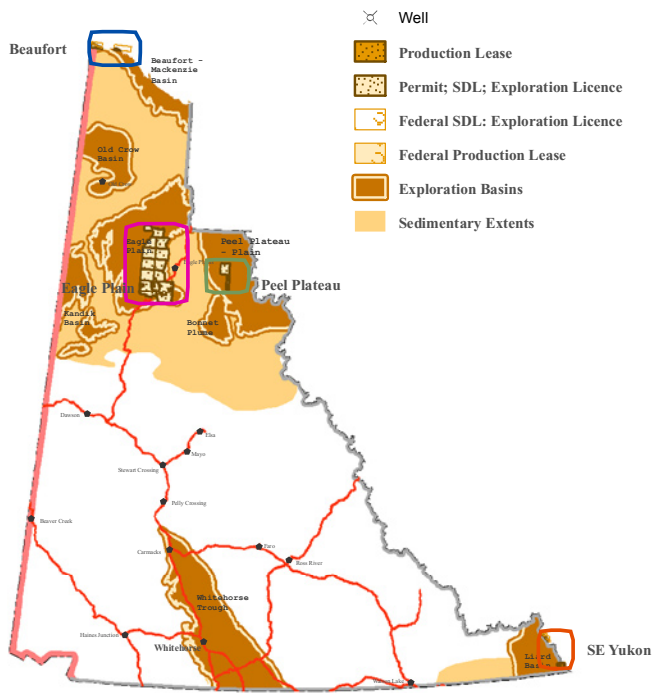 Well
Beaufort
Production Lease
Beaufort -
Mackenzie
Basin
Permit; SDL; Exploration Licence
Federal SDL: Exploration Licence
Old Crow
Basin
Federal Production Lease
Exploration Basins
Sedimentary Extents
Eagle
Plain
Peel Plateau
- Plain
Eagle Plain
Peel Plateau
Kandik
Basin
Bonnet
Plume
Dawson
Elsa
Mayo
Stewart Crossing
Pelly Crossing
Beaver Creek
Carmacks
Faro
Ross River
Whitehorse
Trough
Haines Junction
Whitehorse
SE Yukon
Liard
Basin
Watson Lake